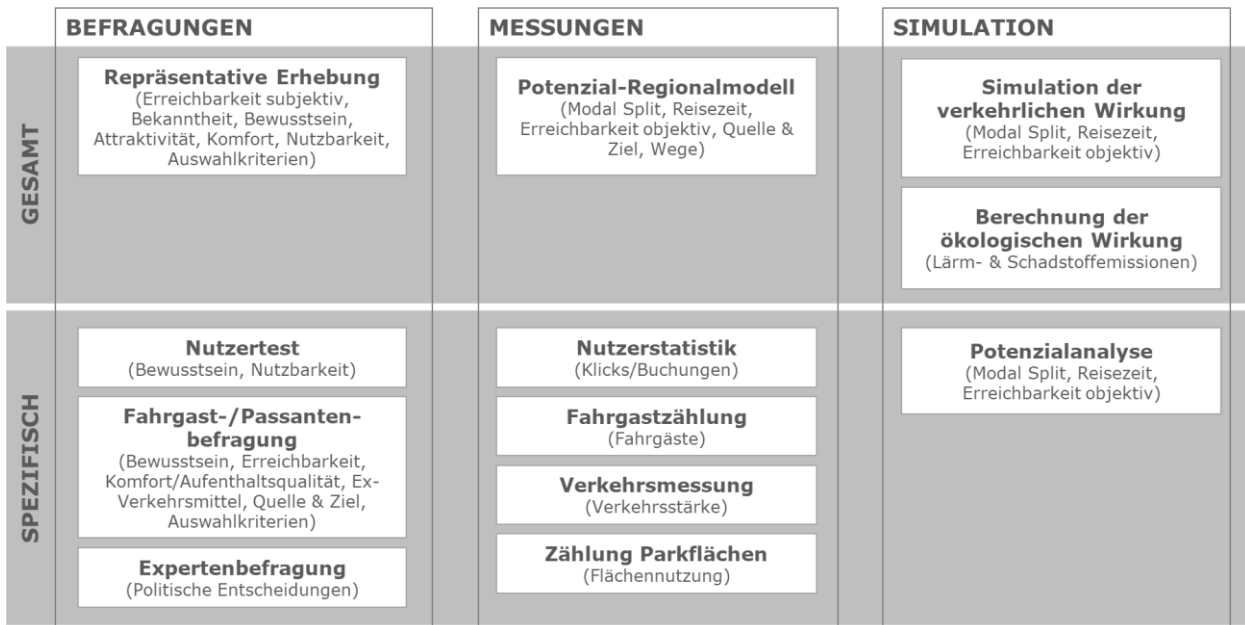 BEFRAGUNGEN
MESSUNGEN
SIMULATION
GESAMT
Repräsentative Erhebung
(Erreichbarkeit subjektiv,
Bekanntheit, Bewusstsein,
Attraktivität, Komfort, Nutzbarkeit,
Auswahlkriterien)
Potenzial-Regionalmodell
(Modal Split, Reisezeit,
Erreichbarkeit objektiv, Quelle &
Ziel, Wege)
Simulation der
verkehrlichen Wirkung
(Modal Split, Reisezeit,
Erreichbarkeit objektiv)
Berechnung der
ökologischen Wirkung
(Lärm- & Schadstoffemissionen)
SPEZIFISCH
Nutzertest
(Bewusstsein, Nutzbarkeit)
Fahrgast-/Passanten-
befragung
(Bewusstsein, Erreichbarkeit,
Komfort/Aufenthaltsqualität, Ex-
Verkehrsmittel, Quelle & Ziel,
Auswahlkriterien)
Expertenbefragung
(Politische Entscheidungen)
Nutzerstatistik
(Klicks/Buchungen)
Fahrgastzählung
(Fahrgäste)
Verkehrsmessung
(Verkehrsstärke)
Zählung Parkflächen
(Flächennutzung)
Potenzialanalyse
(Modal Split, Reisezeit,
Erreichbarkeit objektiv)